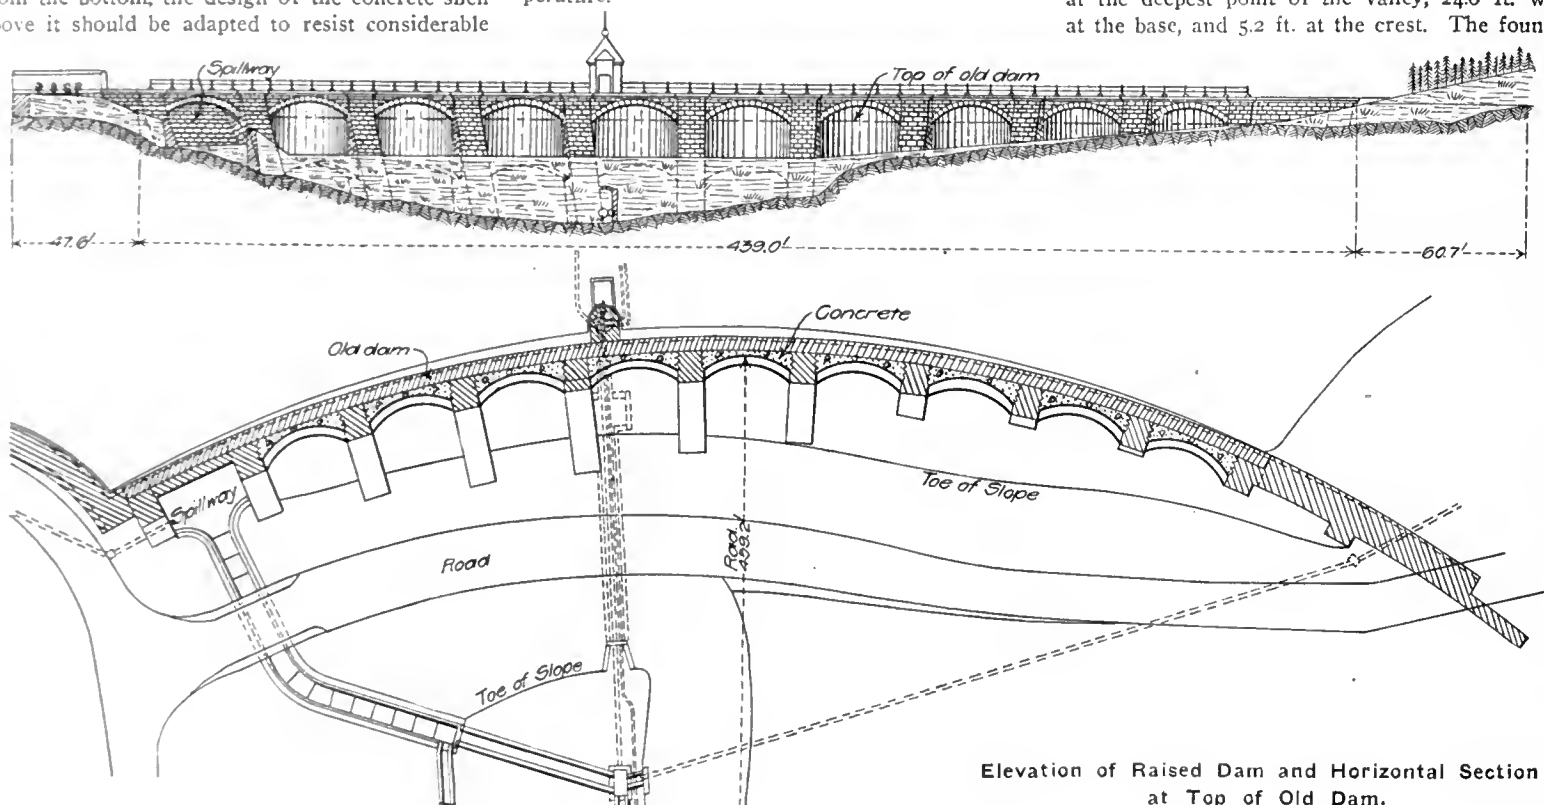 om the bottom, the design of the concrete shell
perature.
ove it should be adapted to resist considerable
at the deepest point of the valley, 24.6 ft. w
at the base, and 5.2 ft. at the crest. The foun
Spillway
Top of old dam
47.6'
439.0'
60.7'
Concrete
Old dam
Spillway
Toe of Slope
Road
Rad. 459.2'
Toe of Slope
Elevation of Raised Dam and Horizontal Section
at Top of Old Dam.